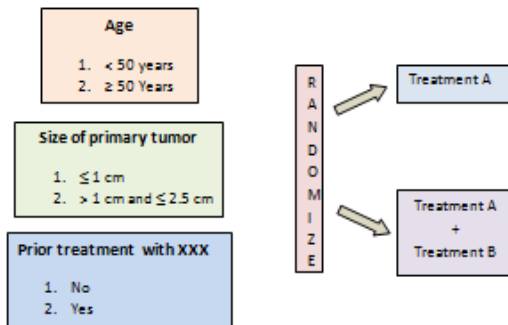 Age
1. < 50 years
2. ≥ 50 Years
Size of primary tumor
1. ≤ 1 cm
2. > 1 cm and ≤ 2.5 cm
Prior treatment with XXX
1. No
2. Yes
RANDOMIZE
Treatment A
Treatment A
+
Treatment B